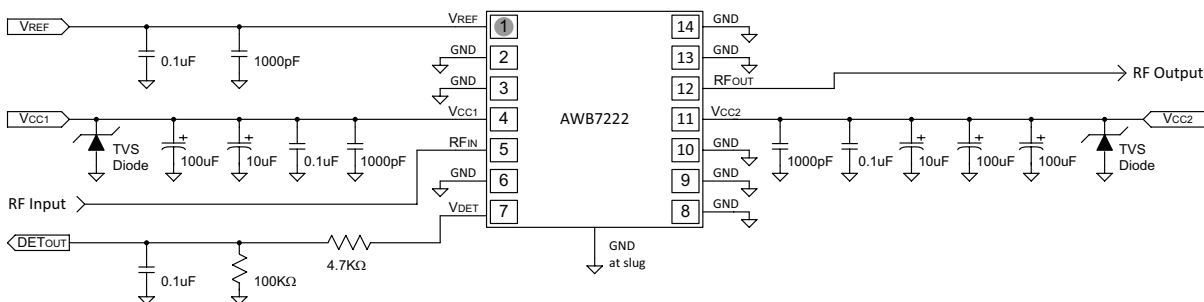 VREF
VREF
1
14
GND
0.1uF
1000pF
GND
2
13
GND
GND
3
12
RFOUT
RF Output
VCC1
VCC1
4
AWB7222
11
VCC2
VCC2
TVS
Diode
100uF
10uF
0.1uF
1000pF
RFIN
5
10
GND
1000pF
0.1uF
10uF
100uF
100uF
TVS
Diode
GND
6
9
GND
RF Input
VDET
7
8
GND
DETOUT
4.7KΩ
GND
at slug
0.1uF
100KΩ